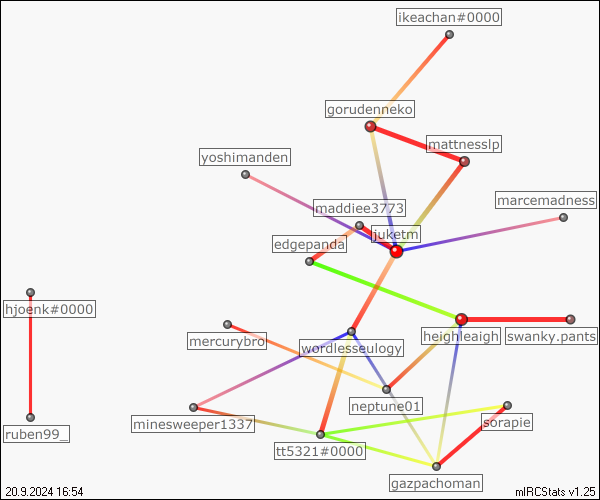 ikeachan#0000
gorudenneko
mattnesslp
yoshimanden
marcemadness
maddiee3773
juketm
edgepanda
hjoenk#0000
mercurybro
wordlesseulogy
heighleaigh
swanky.pants
neptune01
minesweeper1337
sorapie
ruben99_
tt5321#0000
gazpachoman
20.9.2024 16:54
mIRCStats v1.25